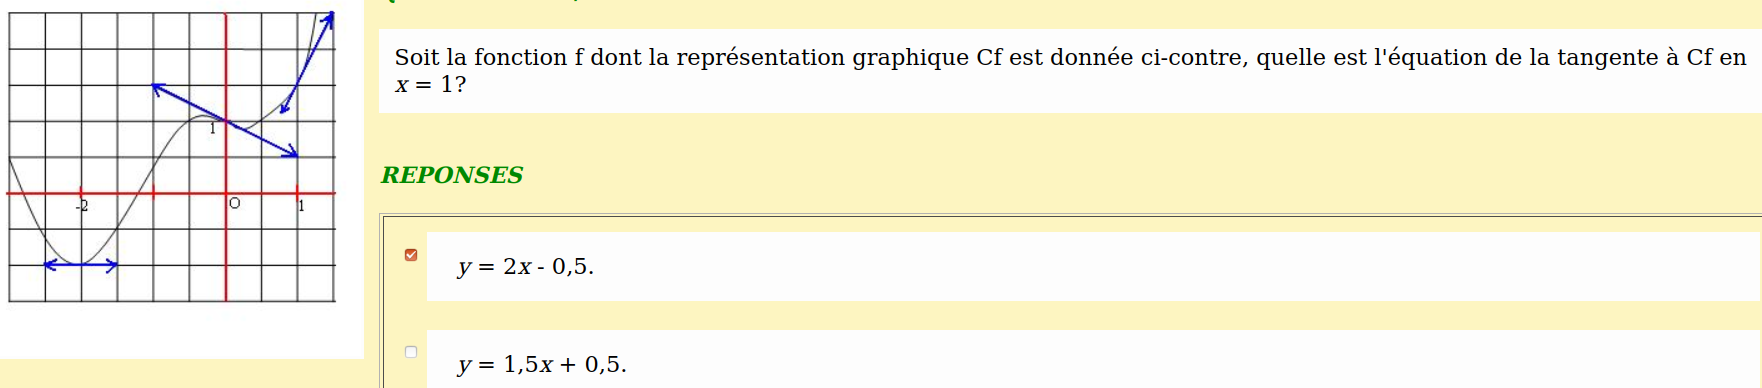 Soit la fonction f dont la représentation graphique Cf est donnée ci-contre, quelle est l'équation de la tangente à Cf en
x = 1?
1
-2
O
1
REPONSES
y = 2x - 0,5.
y = 1,5x + 0,5.